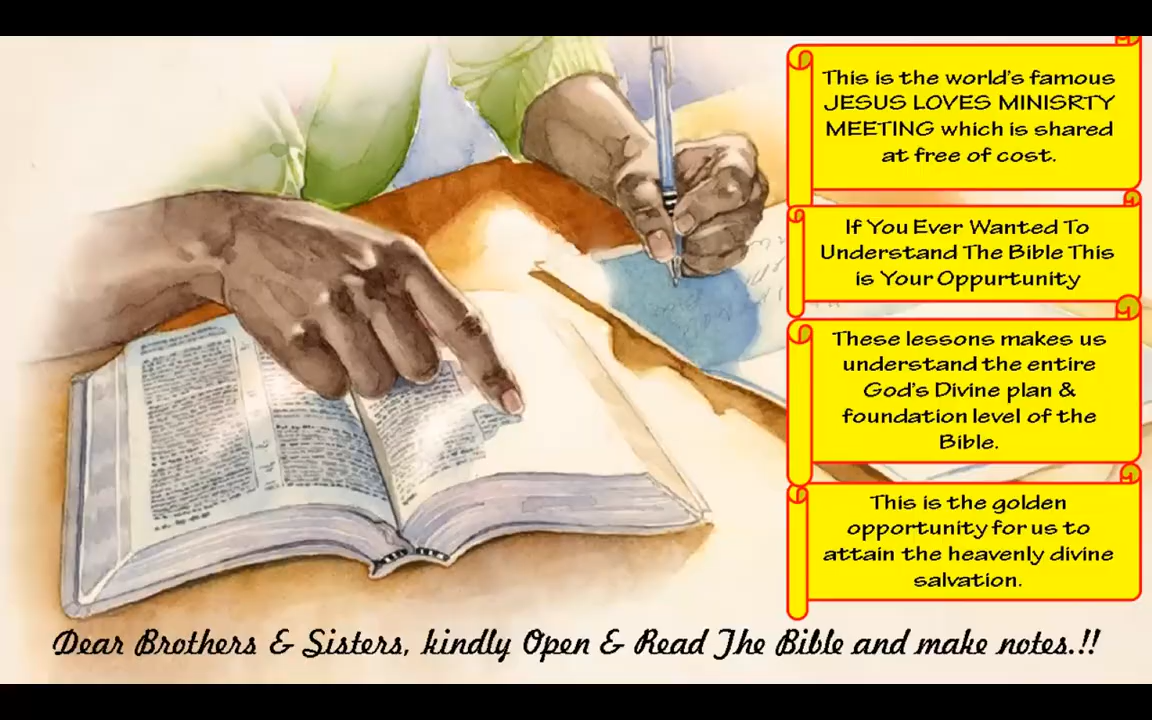 This is the world's famous
JESUS LOVES MINISRTY
MEETING which is shared
at free of cost.
If You Ever Wanted To
Understand The Bible This
is Your Oppurtunity
These lessons makes us
understand the entire
God's Divine plan &
foundation level of the
Bible.
This is the golden
opportunity for us to
attain the heavenly divine
salvation.
Dear Brothers & Sisters, kindly Open & Read The Bible and make notes.!!